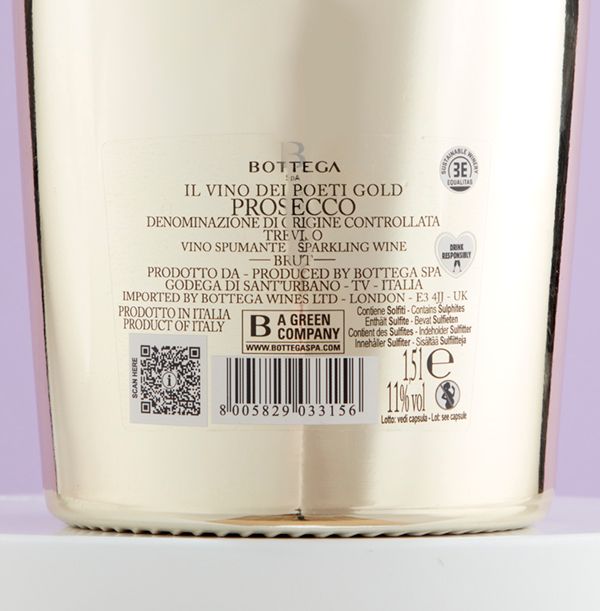 B
BOTTEGA
SpA
IL VINO DEI POETI GOLD
PROSECCO
DENOMINAZIONE DI ORIGINE CONTROLLATA
TREVISO
VINO SPUMANTE SPARKLING WINE
BRUT
PRODOTTO DA - PRODUCED BY BOTTEGA SPA
GODEGA DI SANT'URBANO - TV - ITALIA
IMPORTED BY BOTTEGA WINES LTD - LONDON - E3 4JJ - UK
PRODOTTO IN ITALIA
PRODUCT OF ITALY
B A GREEN COMPANY
WWW.BOTTEGASPA.COM
Contiene Solfiti - Contains Sulphites
Enthält Sulfite - Bevat Sulfieten
Contient des Sulfites - Indeholder Sulfitter
Innehåller Sulfiter - Sisältää Sulfiitteja
SCAN HERE
i
8 005829 033156
1,5 l e
11% vol
Lotto: vedi capsula - Lot: see capsule
SUSTAINABLE WINERY
3E
EQUALITAS
DRINK
RESPONSIBLY